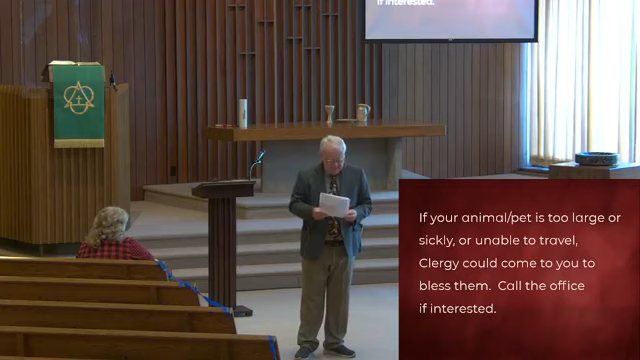 if interested.
If your animal/pet is too large or
sickly, or unable to travel,
Clergy could come to you to
bless them. Call the office
if interested.